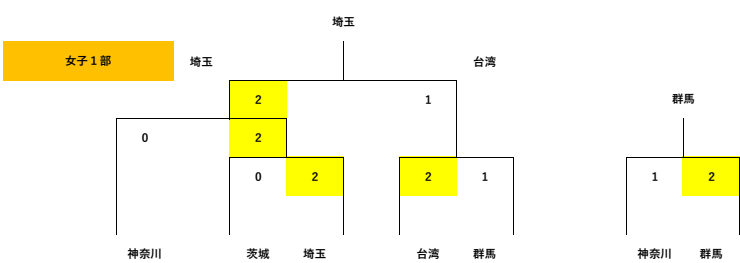 埼玉
女子１部 埼玉 台湾
2 1 群馬
0 2
0 2 2 1 1 2
神奈川 茨城 埼玉 台湾 群馬 神奈川 群馬